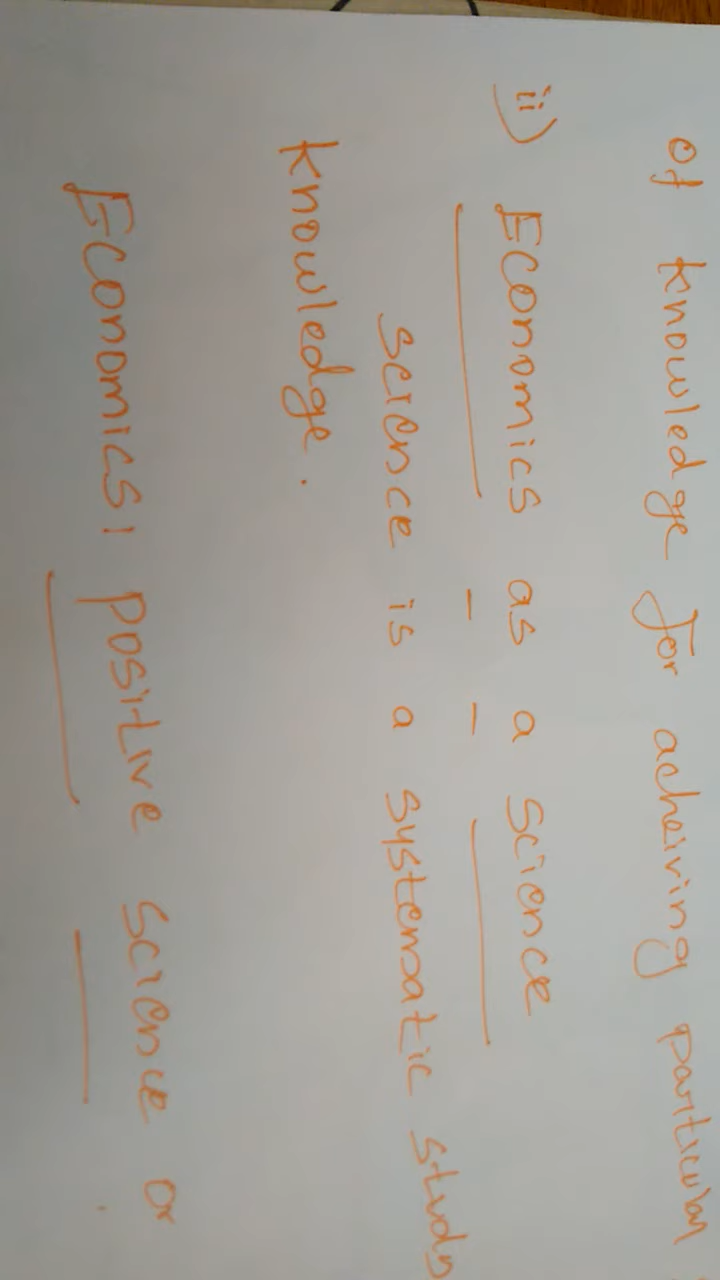 of knowledge for acheiving particular
ii) Economics as a science
science is a systematic study
knowledge.
Economics: positive science or